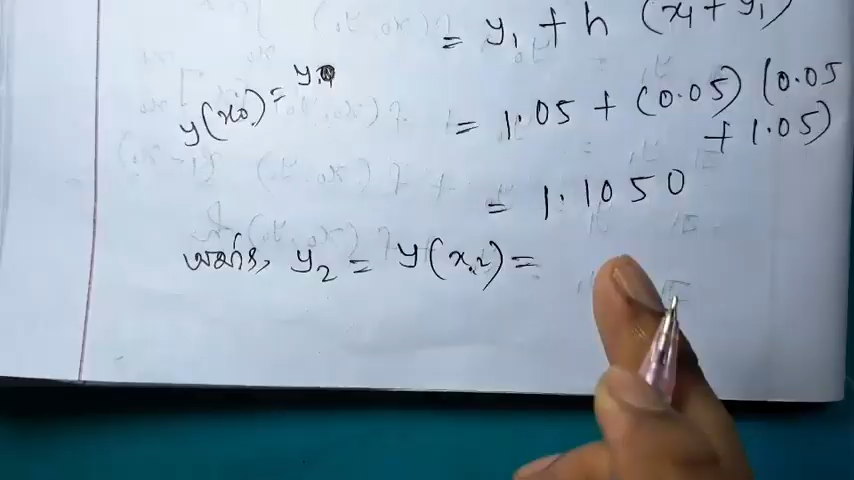 = y₁ + h (x₁ + y₁)
y(x₀) = y₀
= 1.05 + (0.05) (0.05
+ 1.05)
= 1.1050
y₂ = y(x₂) =